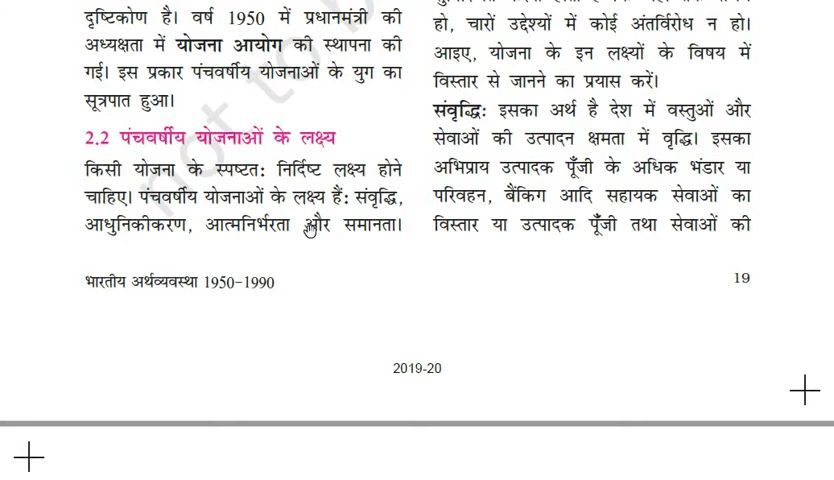 दृष्टिकोण है। वर्ष 1950 में प्रधानमंत्री की
अध्यक्षता में योजना आयोग की स्थापना की
गई। इस प्रकार पंचवर्षीय योजनाओं के युग का
सूत्रपात हुआ।
2.2 पंचवर्षीय योजनाओं के लक्ष्य
किसी योजना के स्पष्टतः निर्दिष्ट लक्ष्य होने
चाहिए। पंचवर्षीय योजनाओं के लक्ष्य हैं: संवृद्धि,
आधुनिकीकरण, आत्मनिर्भरता और समानता।
हो, चारों उद्देश्यों में कोई अंतर्विरोध न हो।
आइए, योजना के इन लक्ष्यों के विषय में
विस्तार से जानने का प्रयास करें।
संवृद्धि: इसका अर्थ है देश में वस्तुओं और
सेवाओं की उत्पादन क्षमता में वृद्धि। इसका
अभिप्राय उत्पादक पूँजी के अधिक भंडार या
परिवहन, बैंकिग आदि सहायक सेवाओं का
विस्तार या उत्पादक पूँजी तथा सेवाओं की
भारतीय अर्थव्यवस्था 1950-1990
19
2019-20
not to b